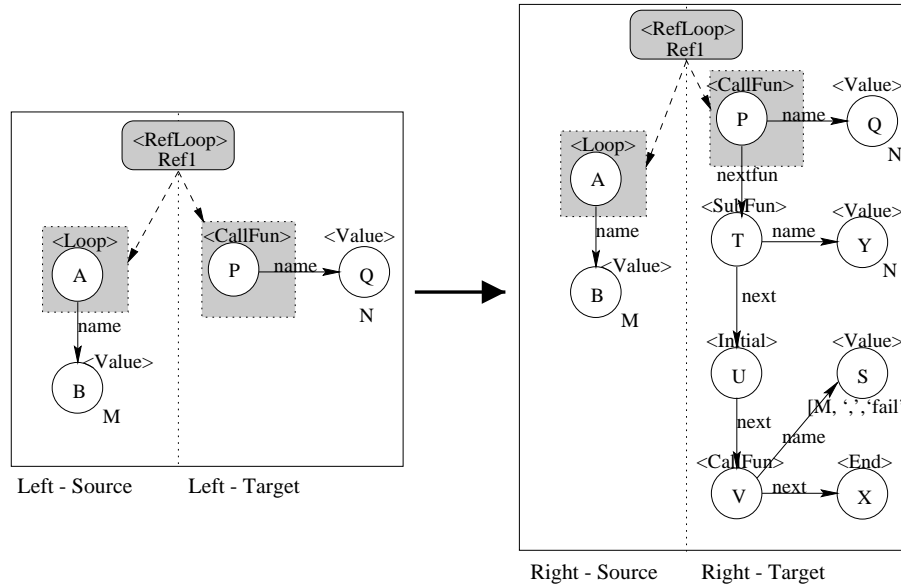 <RefLoop>
Ref1
<Loop>
A
name
<Value>
B
M
<CallFun>
P
name
<Value>
Q
N
Left - Source
Left - Target
<RefLoop>
Ref1
<Loop>
A
name
<Value>
B
M
<CallFun>
P
name
<Value>
Q
N
nextfun
<SubFun>
T
name
<Value>
Y
N
next
<Initial>
U
<Value>
S
[M, ‘,’,‘fail’
next
name
<CallFun>
V
next
<End>
X
Right - Source
Right - Target